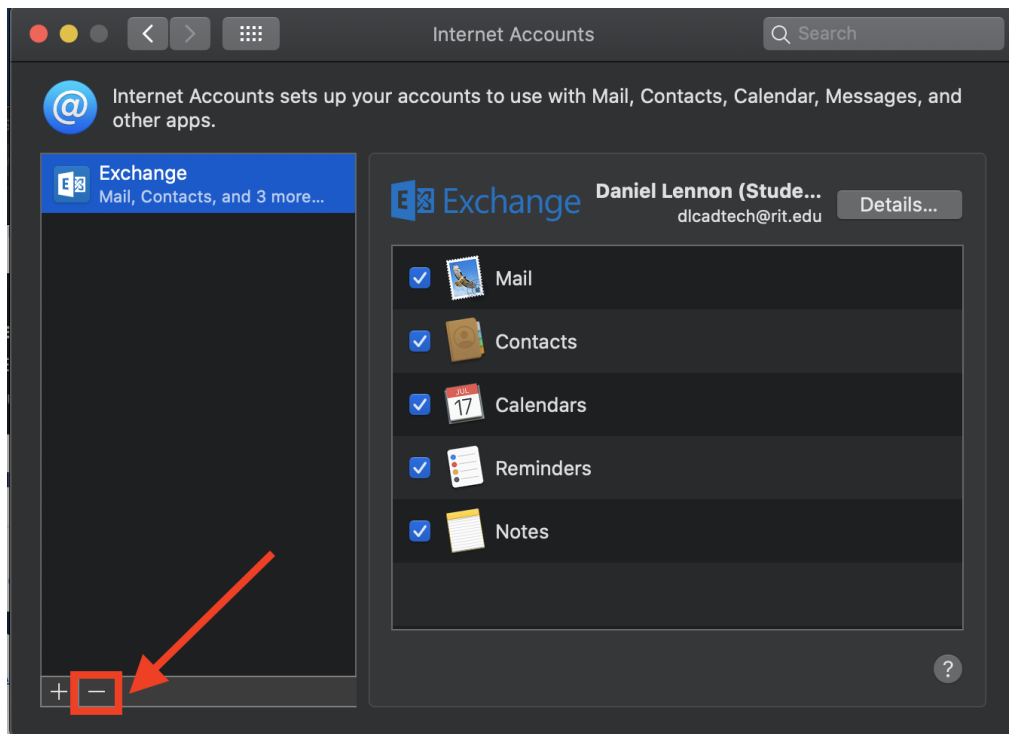 Internet Accounts
Search
@
Internet Accounts sets up your accounts to use with Mail, Contacts, Calendar, Messages, and
other apps.
E Exchange
Mail, Contacts, and 3 more...
E Exchange
Daniel Lennon (Stude...
dlcadtech@rit.edu
Details...
Mail
Contacts
JUL
17
Calendars
Reminders
Notes
?
+ −